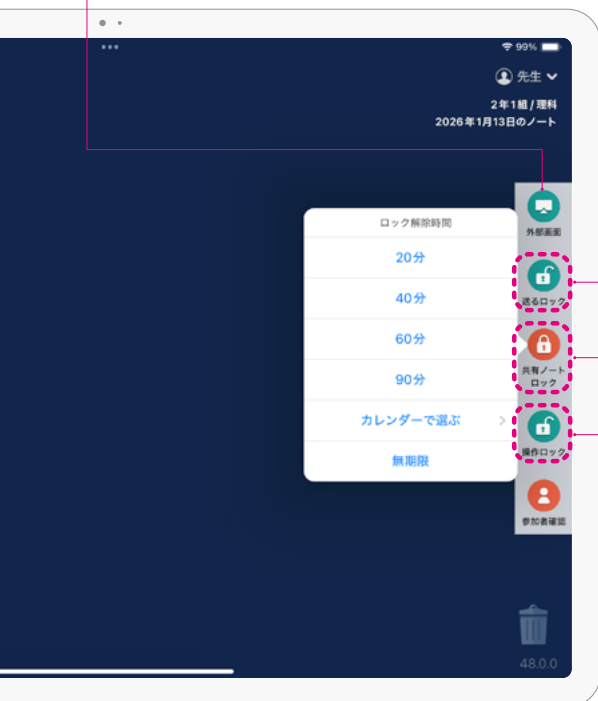 99%
先生
2年1組/理科
2026年1月13日のノート
外部画面
ロック解除時間
20分
40分
60分
90分
カレンダーで選ぶ
無期限
送るロック
共有ノート
ロック
操作ロック
参加者確認
48.0.0